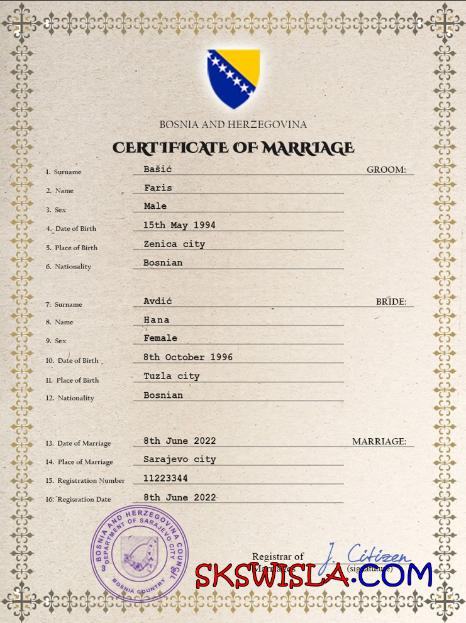 BOSNIA AND HERZEGOVINA
CERTIFICATE OF MARRIAGE
1. Surname Bašić GROOM:
2. Name Faris
3. Sex Male
4. Date of Birth 15th May 1994
5. Place of Birth Zenica city
6. Nationality Bosnian
7. Surname Avdić BRIDE:
8. Name Hana
9. Sex Female
10. Date of Birth 8th October 1996
11. Place of Birth Tuzla city
12. Nationality Bosnian
13. Date of Marriage 8th June 2022 MARRIAGE:
14. Place of Marriage Sarajevo city
15. Registration Number 11223344
16. Regisration Date 8th June 2022
BOSNIA AND HERZEGOVINA COUNCIL
DEPARTMENT OF SARAJEVO CITY
BOSNIA COUNTRY
Registrar of J. Citizen
SKSWISLA.COM